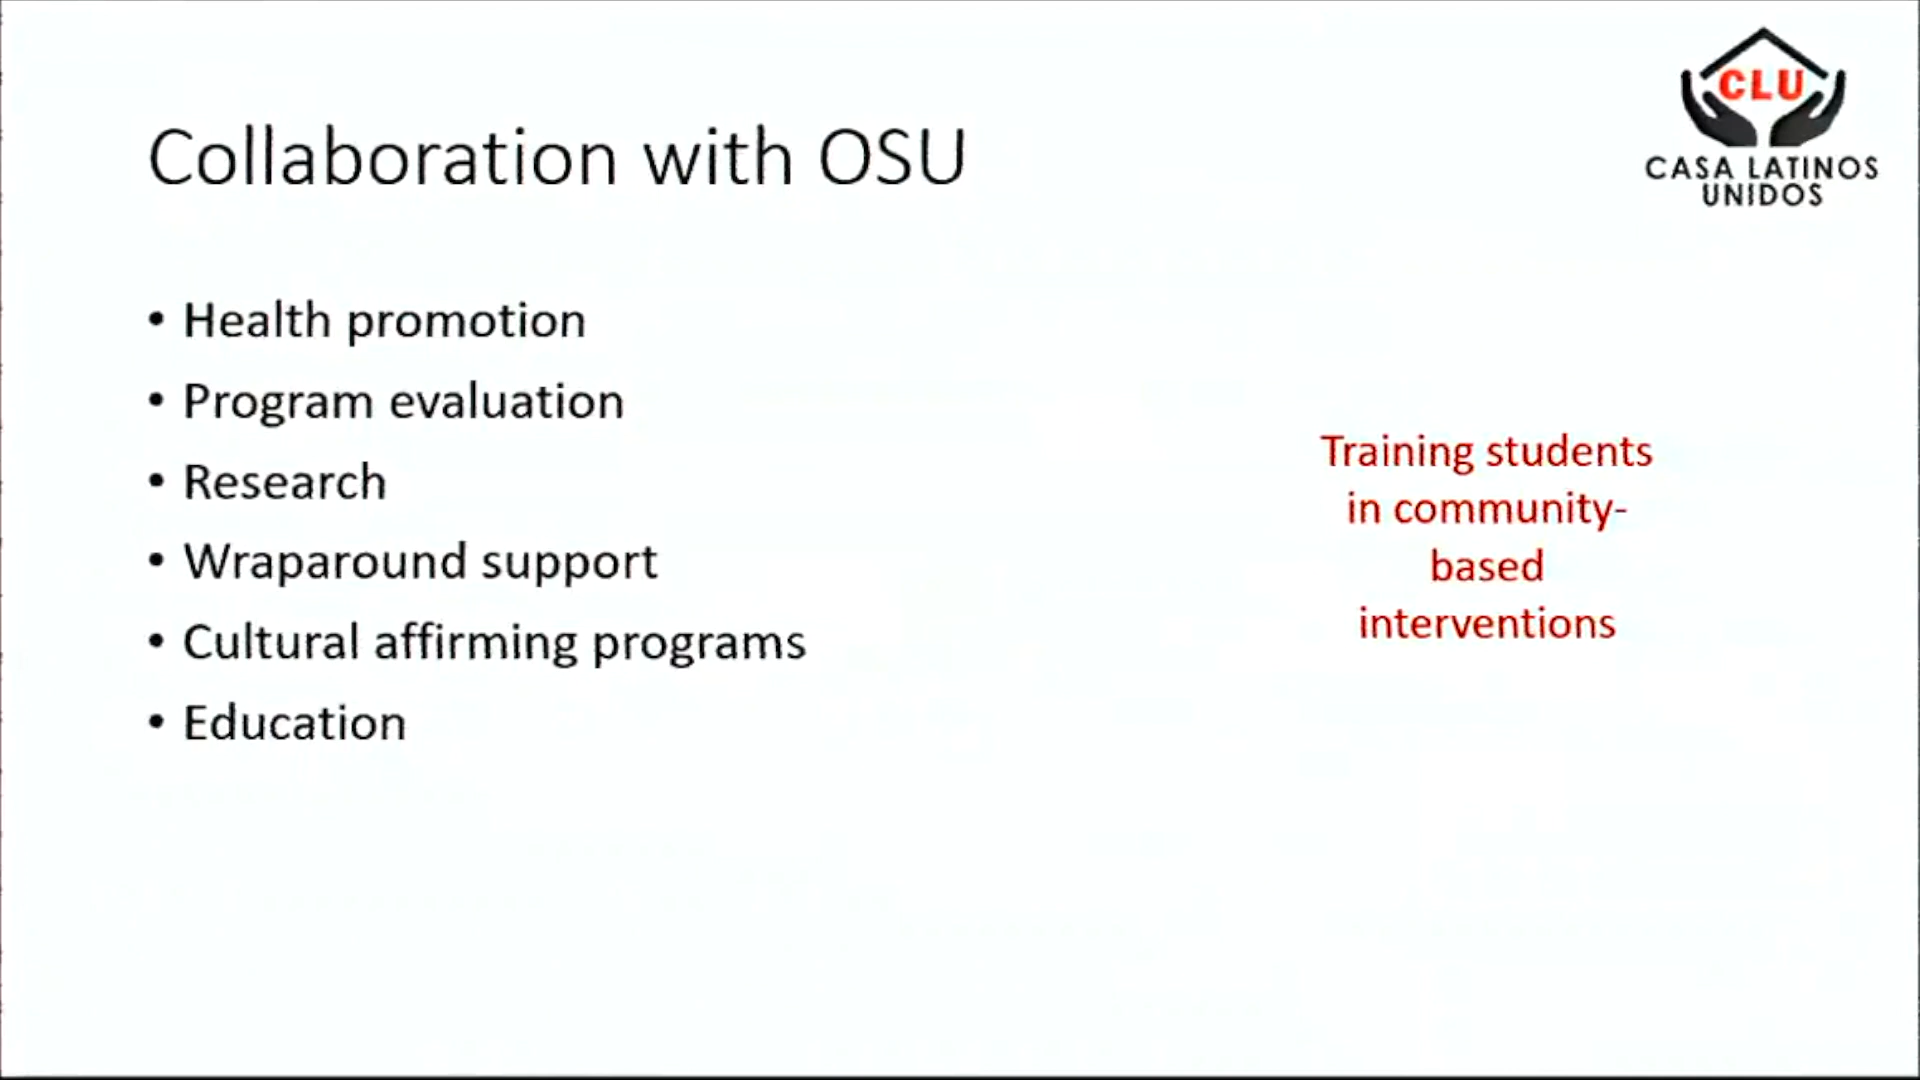 CLU
CASA LATINOS
UNIDOS
Collaboration with OSU
• Health promotion
• Program evaluation
• Research
• Wraparound support
• Cultural affirming programs
• Education
Training students
in community-
based
interventions